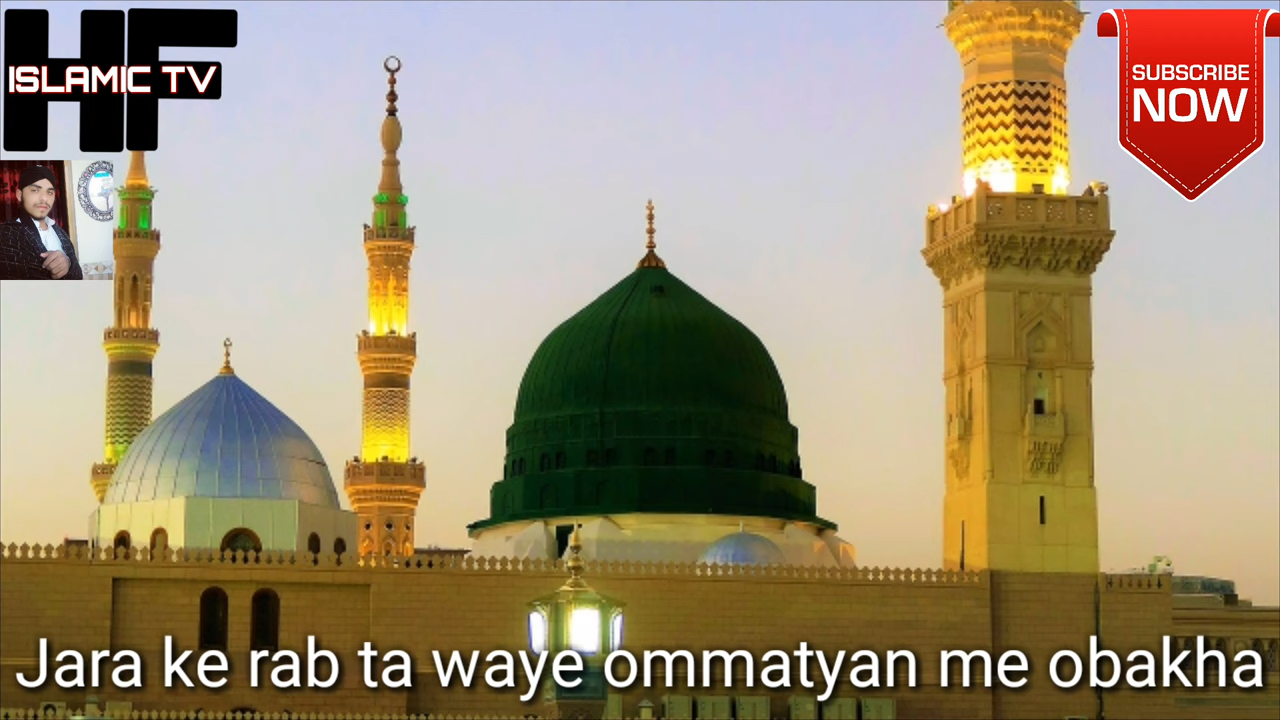 HF
ISLAMIC TV
SUBSCRIBE
NOW
Jara ke rab ta waye ommatyan me obakha